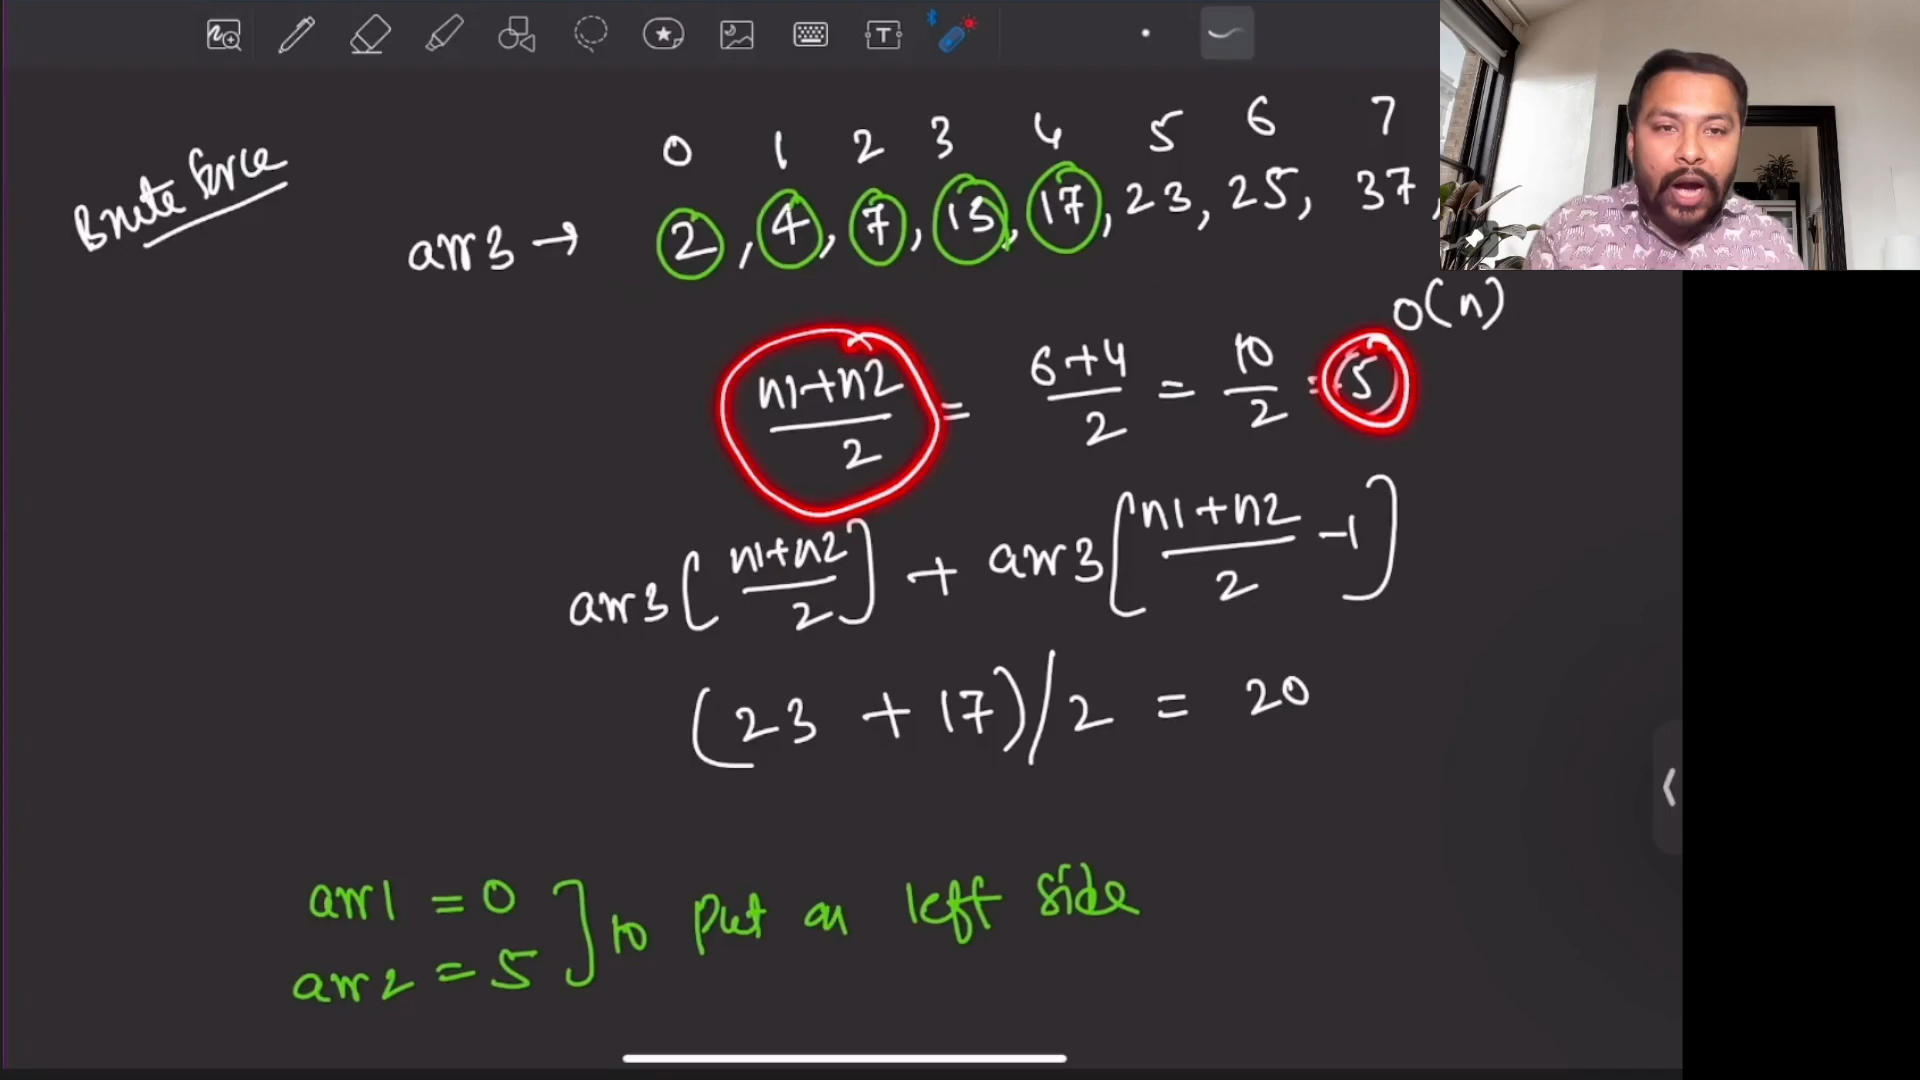 Brute force
0 1 2 3 4 5 6 7
arr3 → 2, 4, 7, 13, 17, 23, 25, 37,
O(n)
n1+n2/2 = 6+4/2 = 10/2 = 5
arr3[n1+n2/2] + arr3[n1+n2/2 -1]
(23 + 17)/2 = 20
arr1 = 0
arr2 = 5 ] to put on left side
T